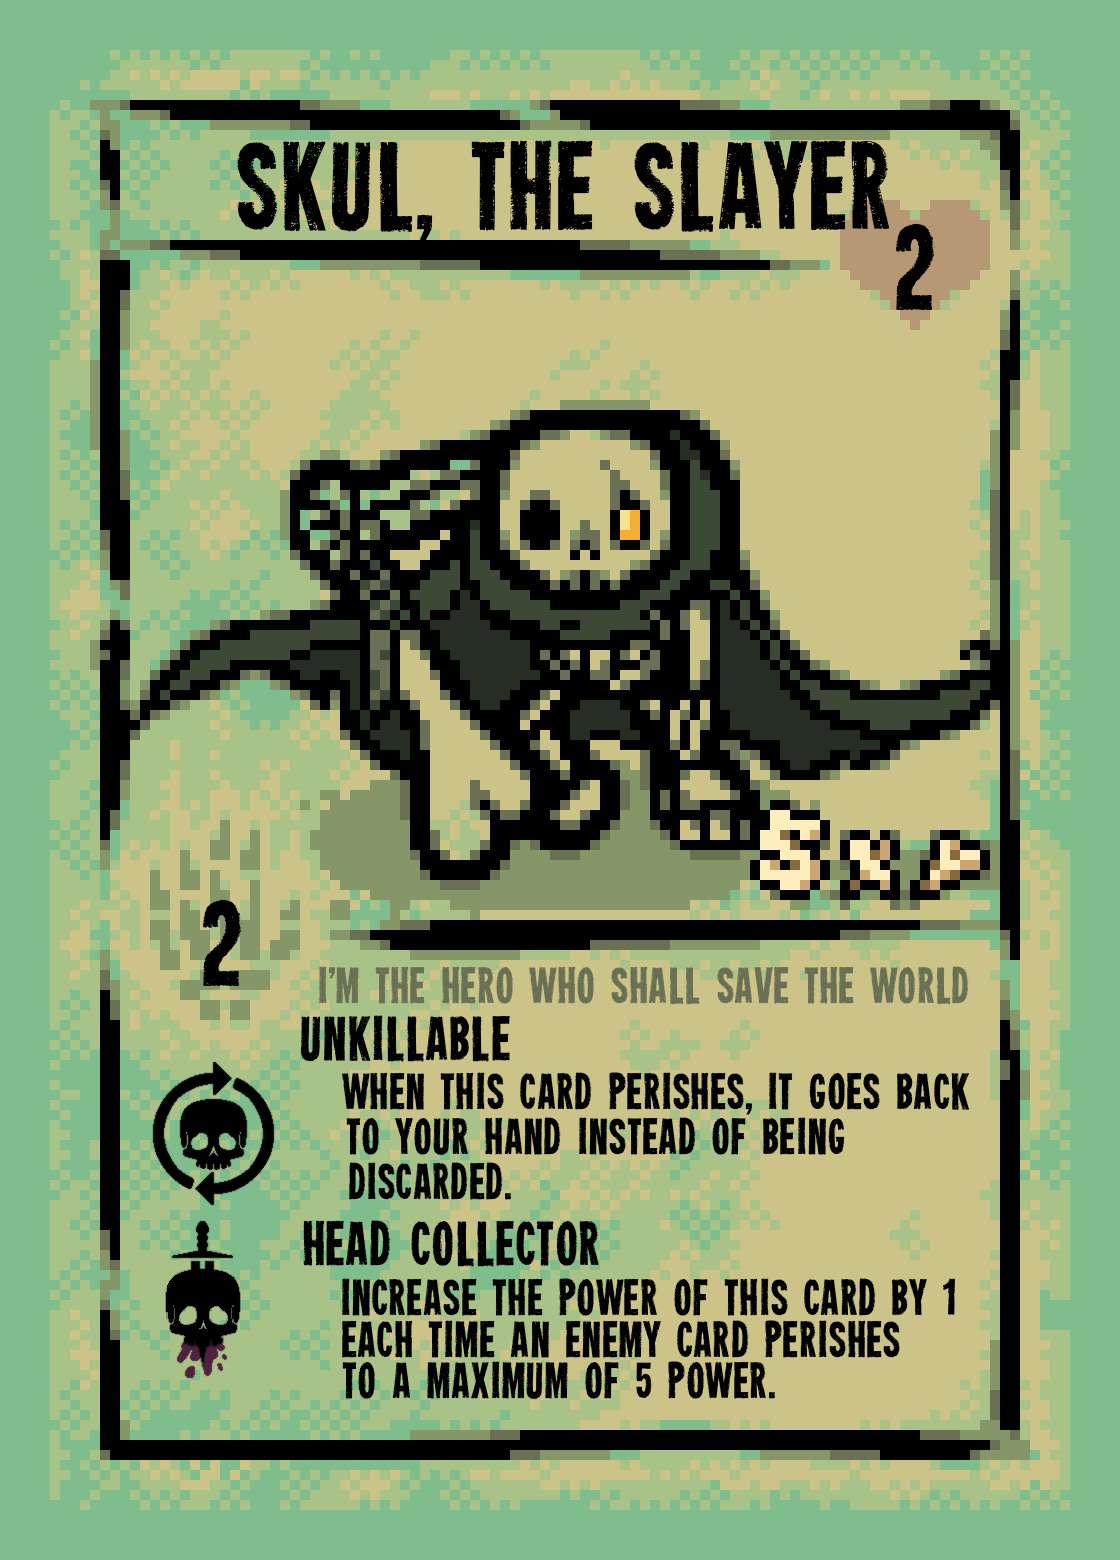 SKUL, THE SLAYER
2
SXP
2
I'M THE HERO WHO SHALL SAVE THE WORLD
UNKILLABLE
WHEN THIS CARD PERISHES, IT GOES BACK
TO YOUR HAND INSTEAD OF BEING
DISCARDED.
HEAD COLLECTOR
INCREASE THE POWER OF THIS CARD BY 1
EACH TIME AN ENEMY CARD PERISHES
TO A MAXIMUM OF 5 POWER.